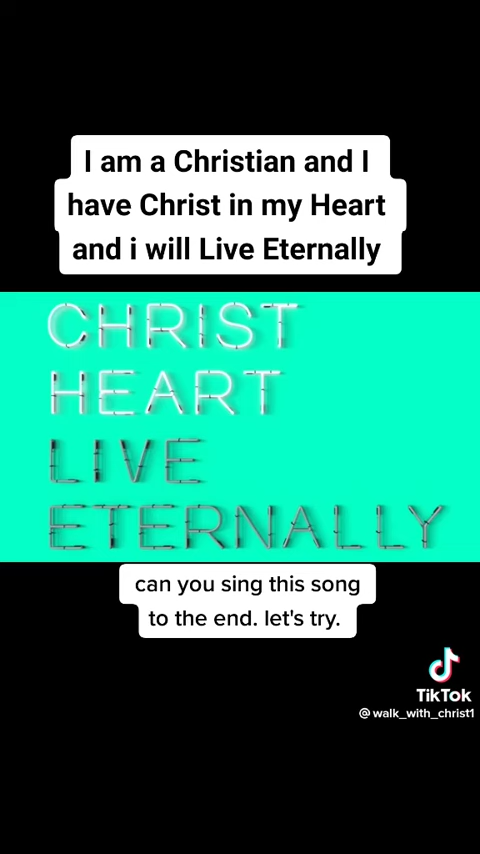 I am a Christian and I
have Christ in my Heart
and i will Live Eternally
CHRIST
HEART
LIVE
ETERNALLY
can you sing this song
to the end. let's try.
TikTok
@walk_with_christ1